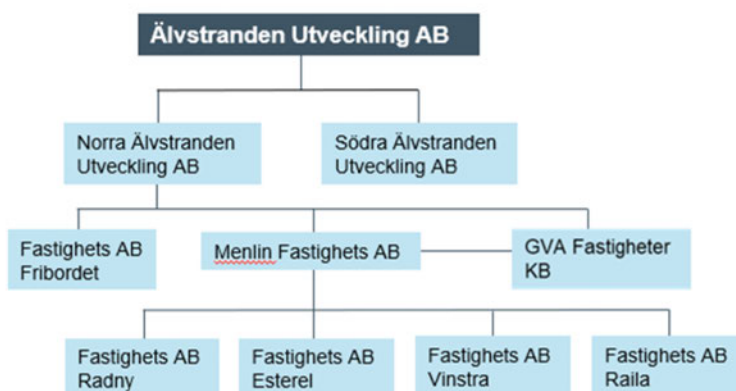 Älvstranden Utveckling AB
Norra Älvstranden
Utveckling AB
Södra Älvstranden
Utveckling AB
Fastighets AB
Fribordet
Menlin Fastighets AB
GVA Fastigheter
KB
Fastighets AB
Radny
Fastighets AB
Esterel
Fastighets AB
Vinstra
Fastighets AB
Raila